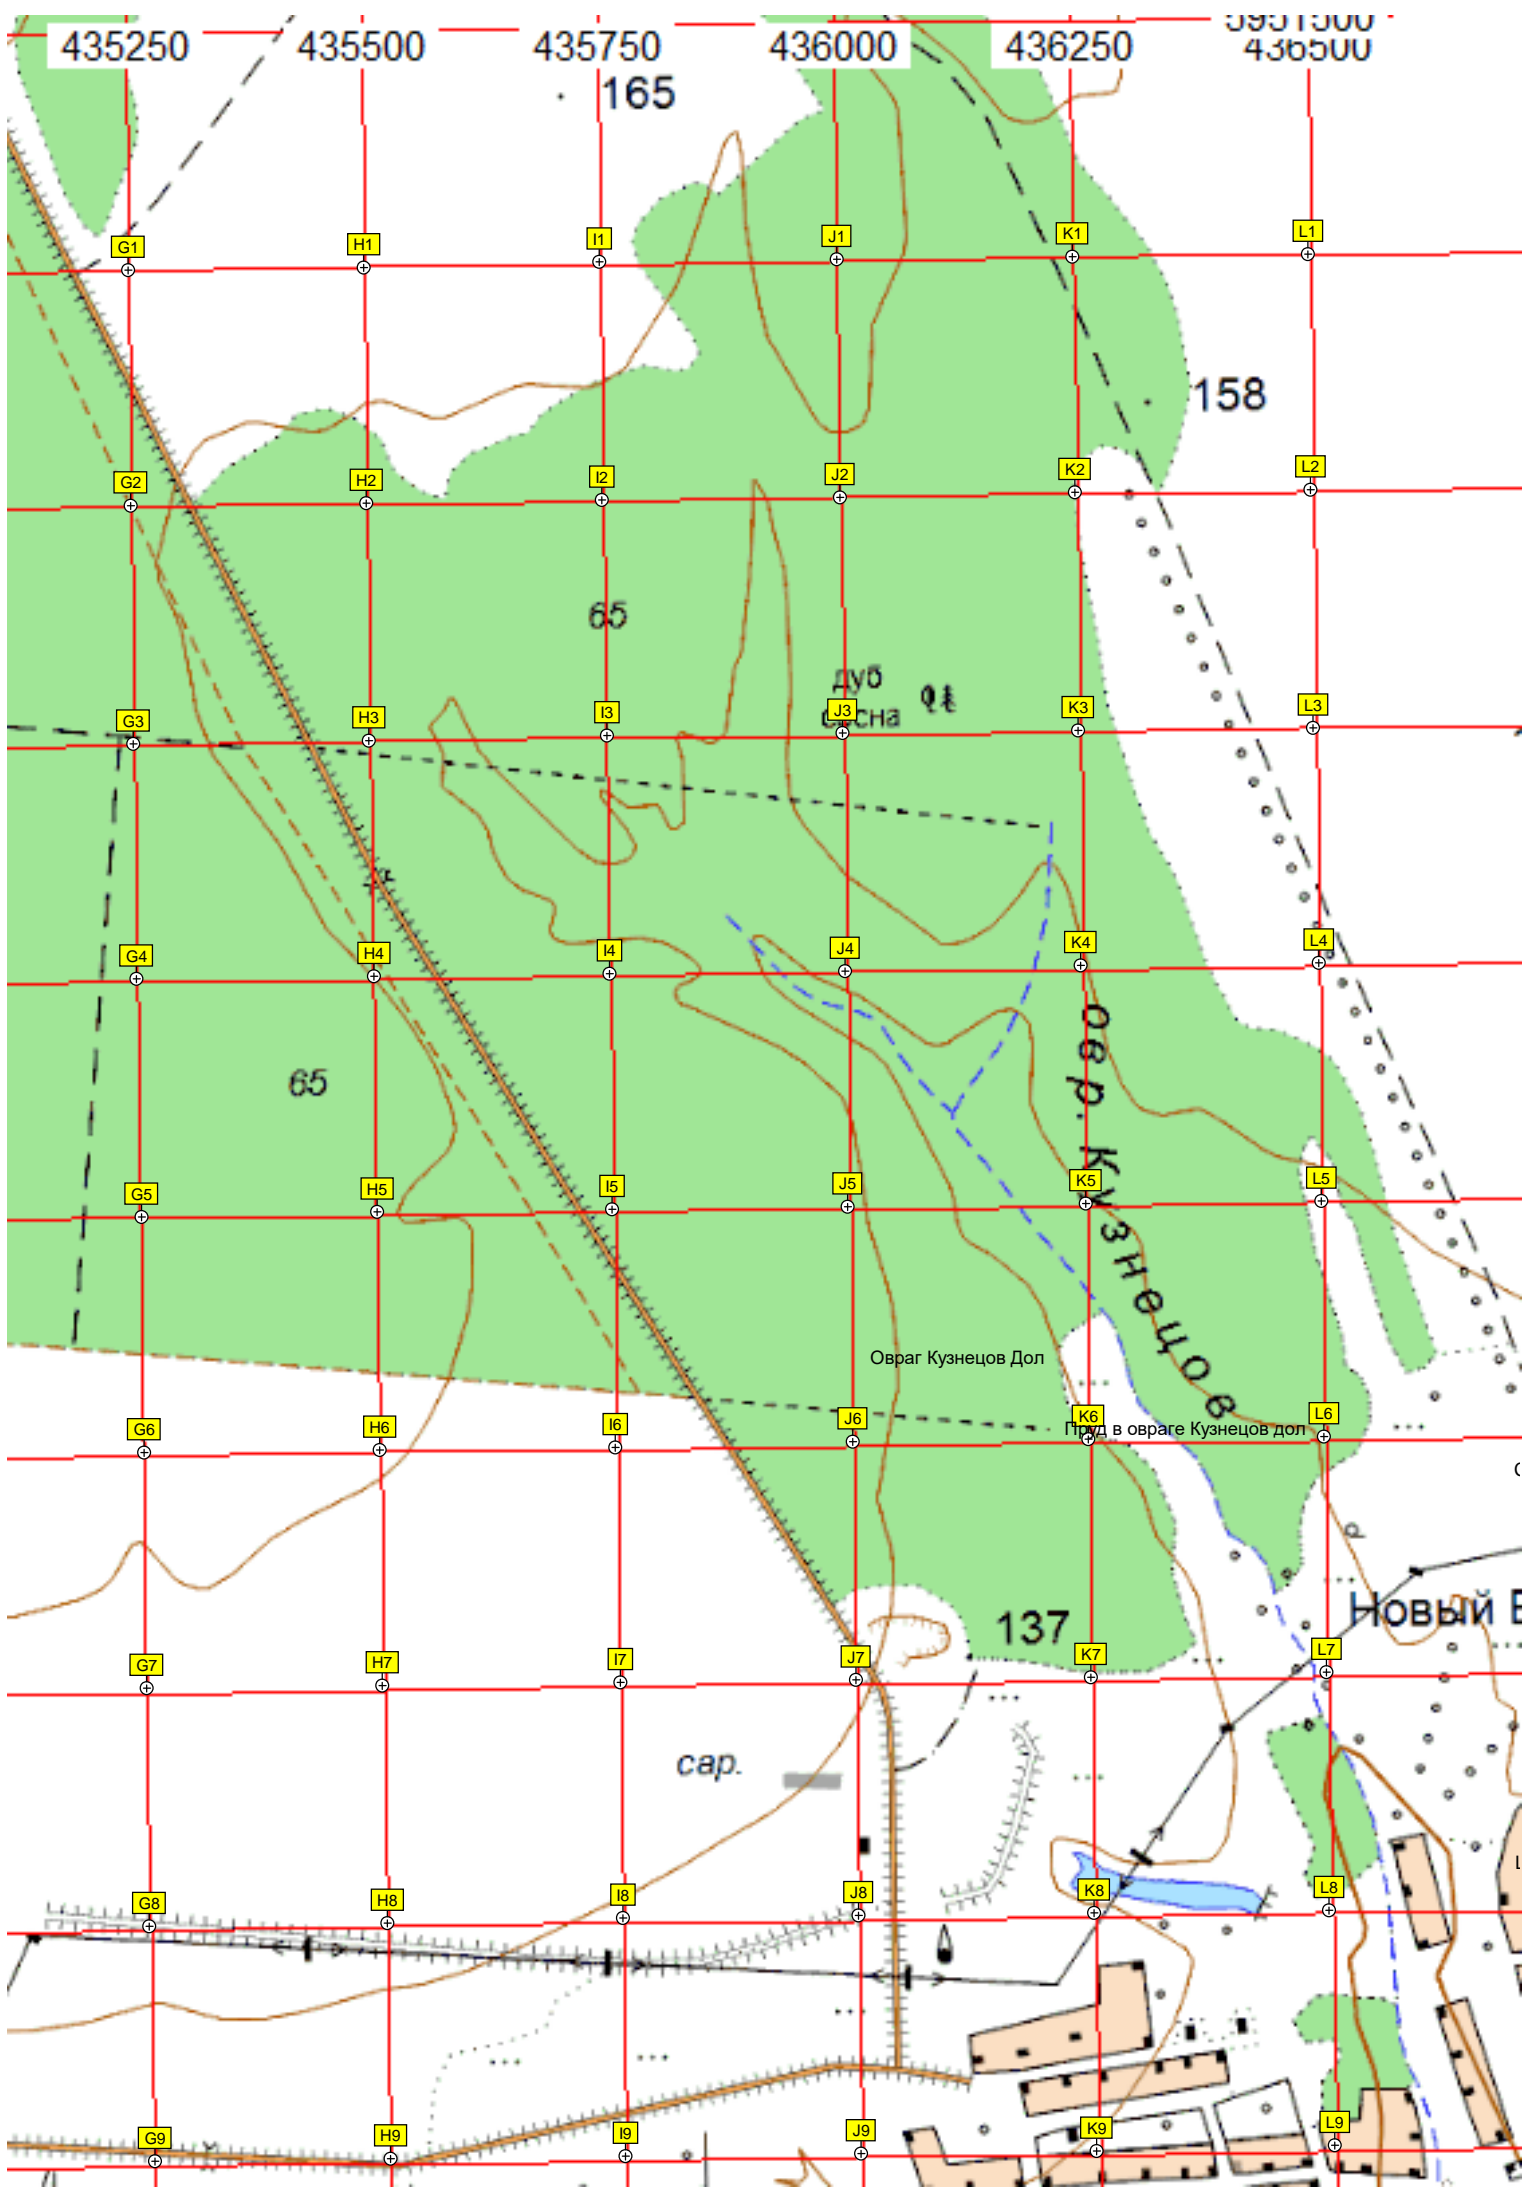 5951500
435250 435500 435750 436000 436250 436500
165
G1 H1 I1 J1 K1 L1
158
G2 H2 I2 J2 K2 L2
65
дуб
сосна
G3 H3 I3 J3 K3 L3
G4 H4 I4 J4 K4 L4
65
овр. Кузнецов
G5 H5 I5 J5 K5 L5
Овраг Кузнецов Дол
G6 H6 I6 J6 K6 L6
Пруд в овраге Кузнецов дол
Новый
137
G7 H7 I7 J7 K7 L7
сар.
G8 H8 I8 J8 K8 L8
G9 H9 I9 J9 K9 L9